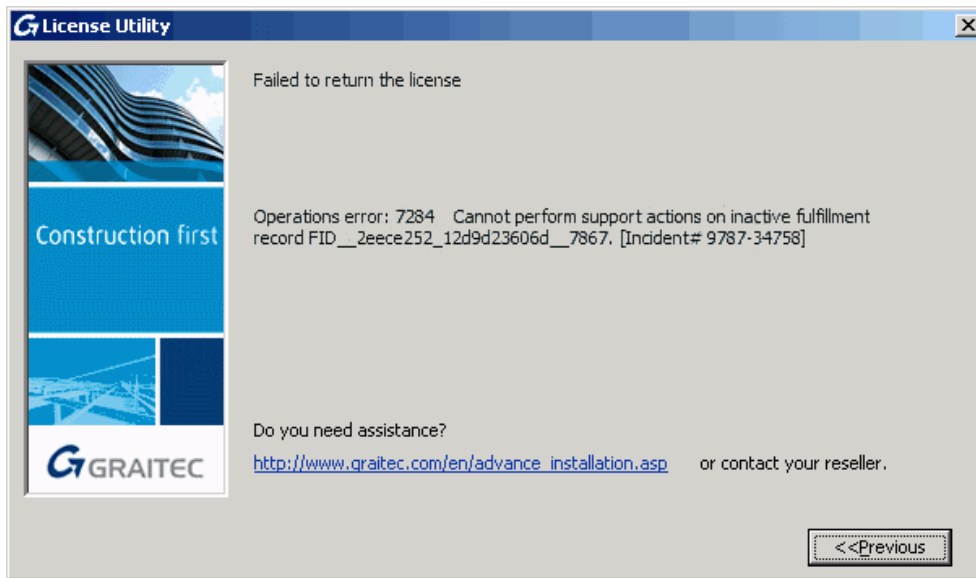 License Utility
Failed to return the license
Operations error: 7284 Cannot perform support actions on inactive fulfillment
record FID__2eece252_12d9d23606d__7867. [Incident# 9787-34758]
Construction first
Do you need assistance?
http://www.graitec.com/en/advance_installation.asp or contact your reseller.
GRAITEC
<<Previous